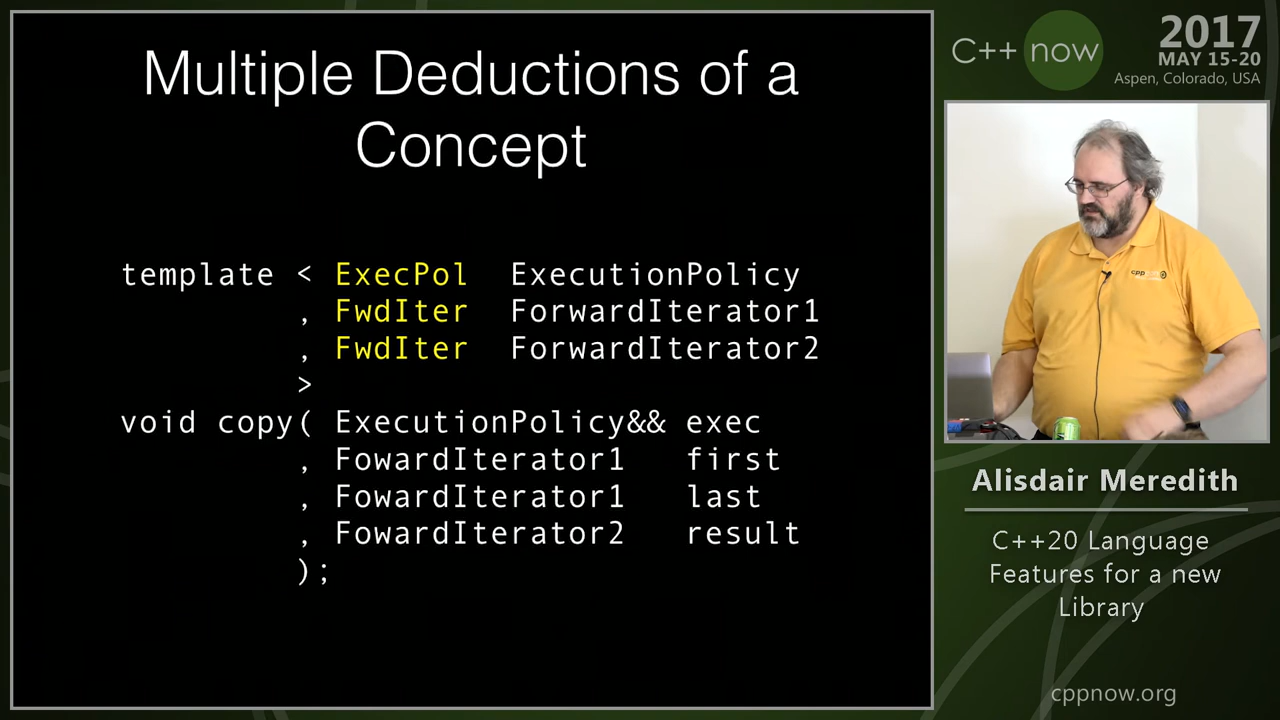 Multiple Deductions of a
Concept
template < ExecPol ExecutionPolicy
, FwdIter ForwardIterator1
, FwdIter ForwardIterator2
>
void copy( ExecutionPolicy&& exec
, FowardIterator1 first
, FowardIterator1 last
, FowardIterator2 result
);
C++ now
2017
MAY 15-20
Aspen, Colorado, USA
Alisdair Meredith
C++20 Language
Features for a new
Library
cppnow.org